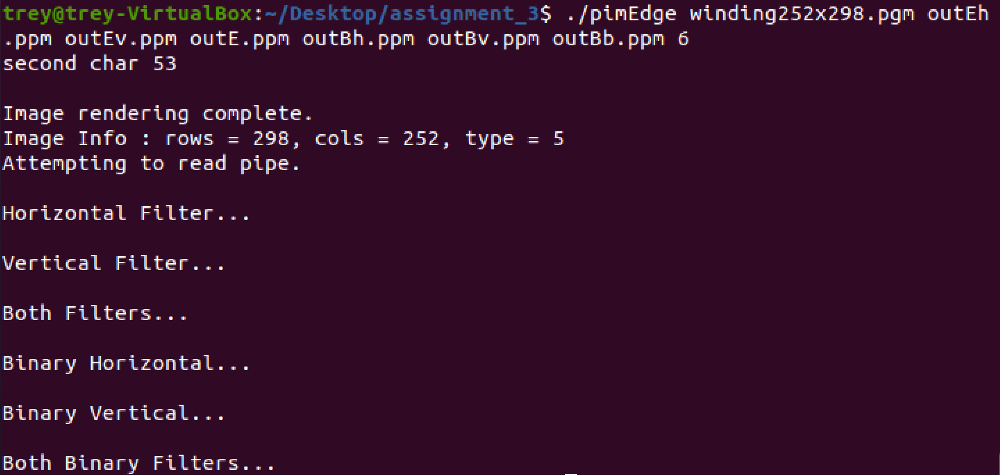 trey@trey-VirtualBox:~/Desktop/assignment_3$ ./pimEdge winding252x298.pgm outEh
.ppm outEv.ppm outE.ppm outBh.ppm outBv.ppm outBb.ppm 6
second char 53
Image rendering complete.
Image Info : rows = 298, cols = 252, type = 5
Attempting to read pipe.
Horizontal Filter...
Vertical Filter...
Both Filters...
Binary Horizontal...
Binary Vertical...
Both Binary Filters...